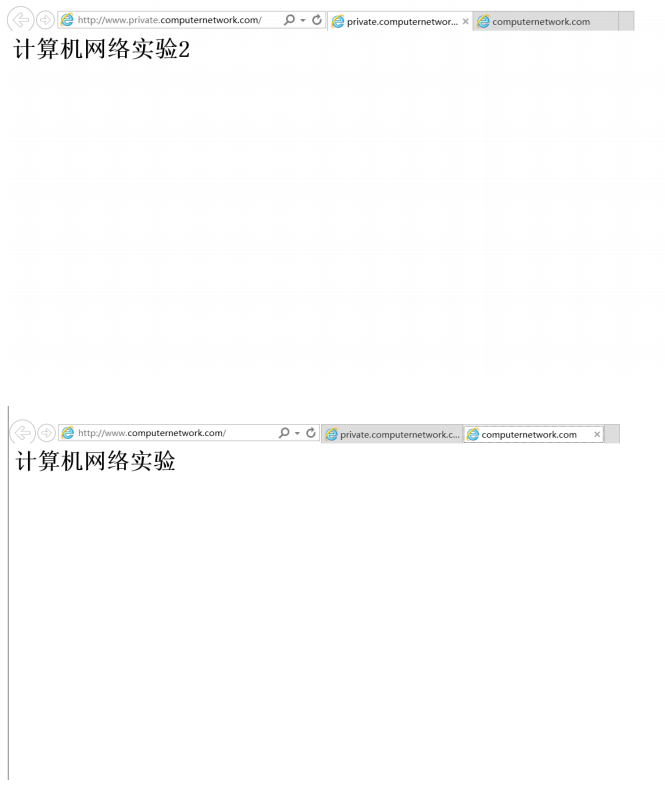 http://www.private.computernetwork.com/ private.computernetwor... computernetwork.com
计算机网络实验2
http://www.computernetwork.com/ private.computernetwork.c... computernetwork.com
计算机网络实验